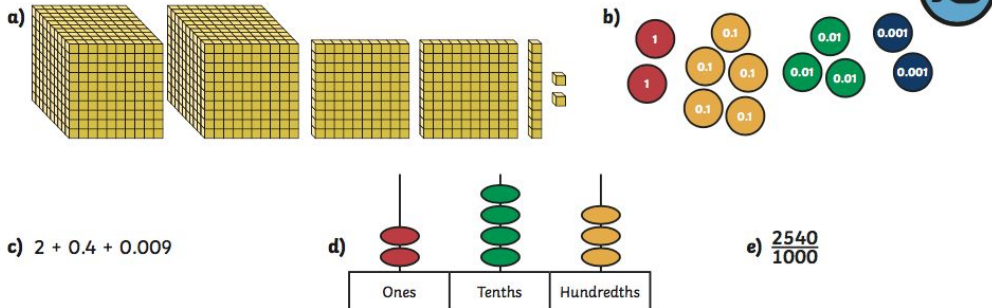 a)
b)
1
0.1
0.01
0.001
0.1
0.1
0.01
0.01
0.001
1
0.1
0.1
c) 2 + 0.4 + 0.009
d)
Ones
Tenths
Hundredths
e) 2540
1000